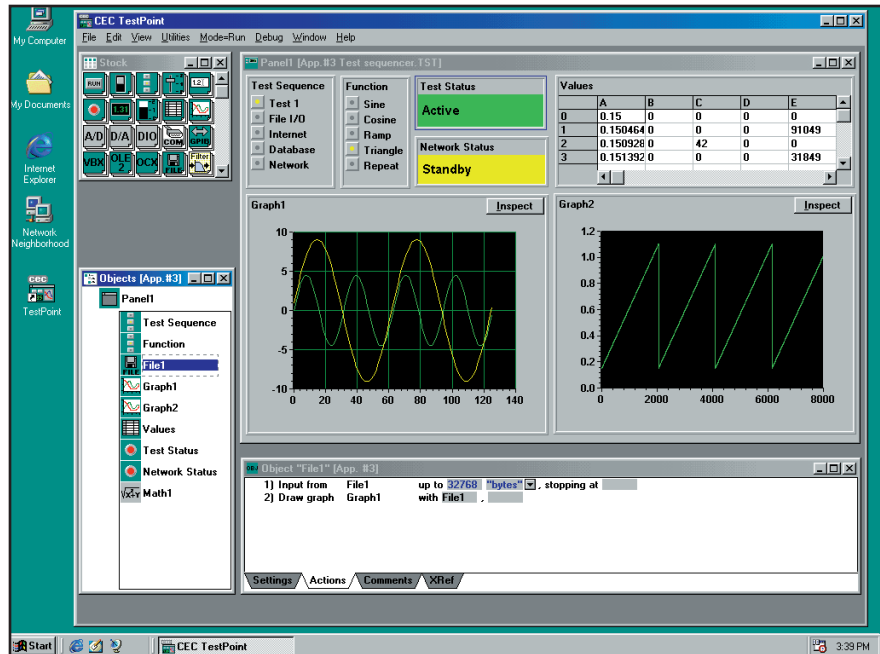 My Computer
My Documents
Internet
Explorer
Network
Neighborhood
CEC
TestPoint
CEC TestPoint
File Edit View Utilities Mode=Run Debug Window Help
Stock
RUN
1.2
1.31
A/D D/A DIO COM GPIB
VBX OLE 2 OCX FILE Filter
Objects [App.#3]
Panel1
Test Sequence
Function
File1
FILE
Graph1
Graph2
Values
Test Status
Network Status
Math1
Panel1 [App.#3 Test sequencer.TST]
Test Sequence
Test 1
File I/O
Internet
Database
Network
Function
Sine
Cosine
Ramp
Triangle
Repeat
Test Status
Active
Network Status
Standby
Values
A B C D E
0 0.15
1 0.150464 0 0 0 91049
2 0.150928 0 42 0 0
3 0.151392 0 0 0 31849
Graph1 Inspect
10
5
0
-5
-10
0 20 40 60 80 100 120 140
Graph2 Inspect
1.2
1.0
0.8
0.6
0.4
0.2
0.0
0 2000 4000 6000 8000
Object "File1" [App. #3]
1) Input from File1 up to 32768 "bytes" , stopping at
2) Draw graph Graph1 with File1 ,
Settings Actions Comments XRef
Start CEC TestPoint 3:39 PM